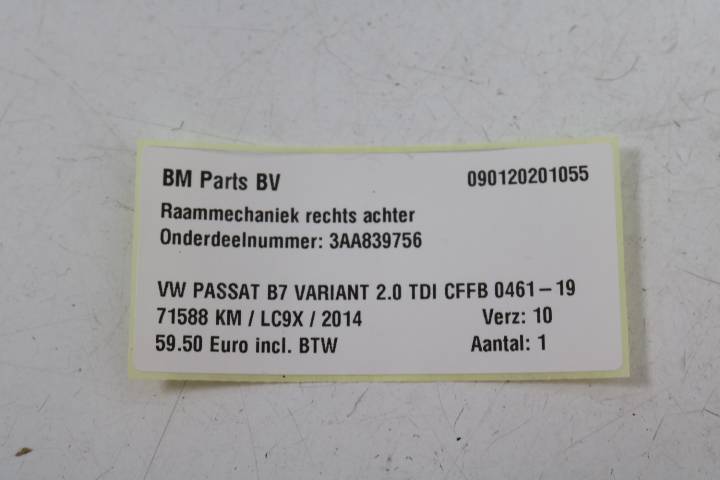 BM Parts BV 090120201055
Raammechaniek rechts achter
Onderdeelnummer: 3AA839756
VW PASSAT B7 VARIANT 2.0 TDI CFFB 0461-19
71588 KM / LC9X / 2014 Verz: 10
59.50 Euro incl. BTW Aantal: 1